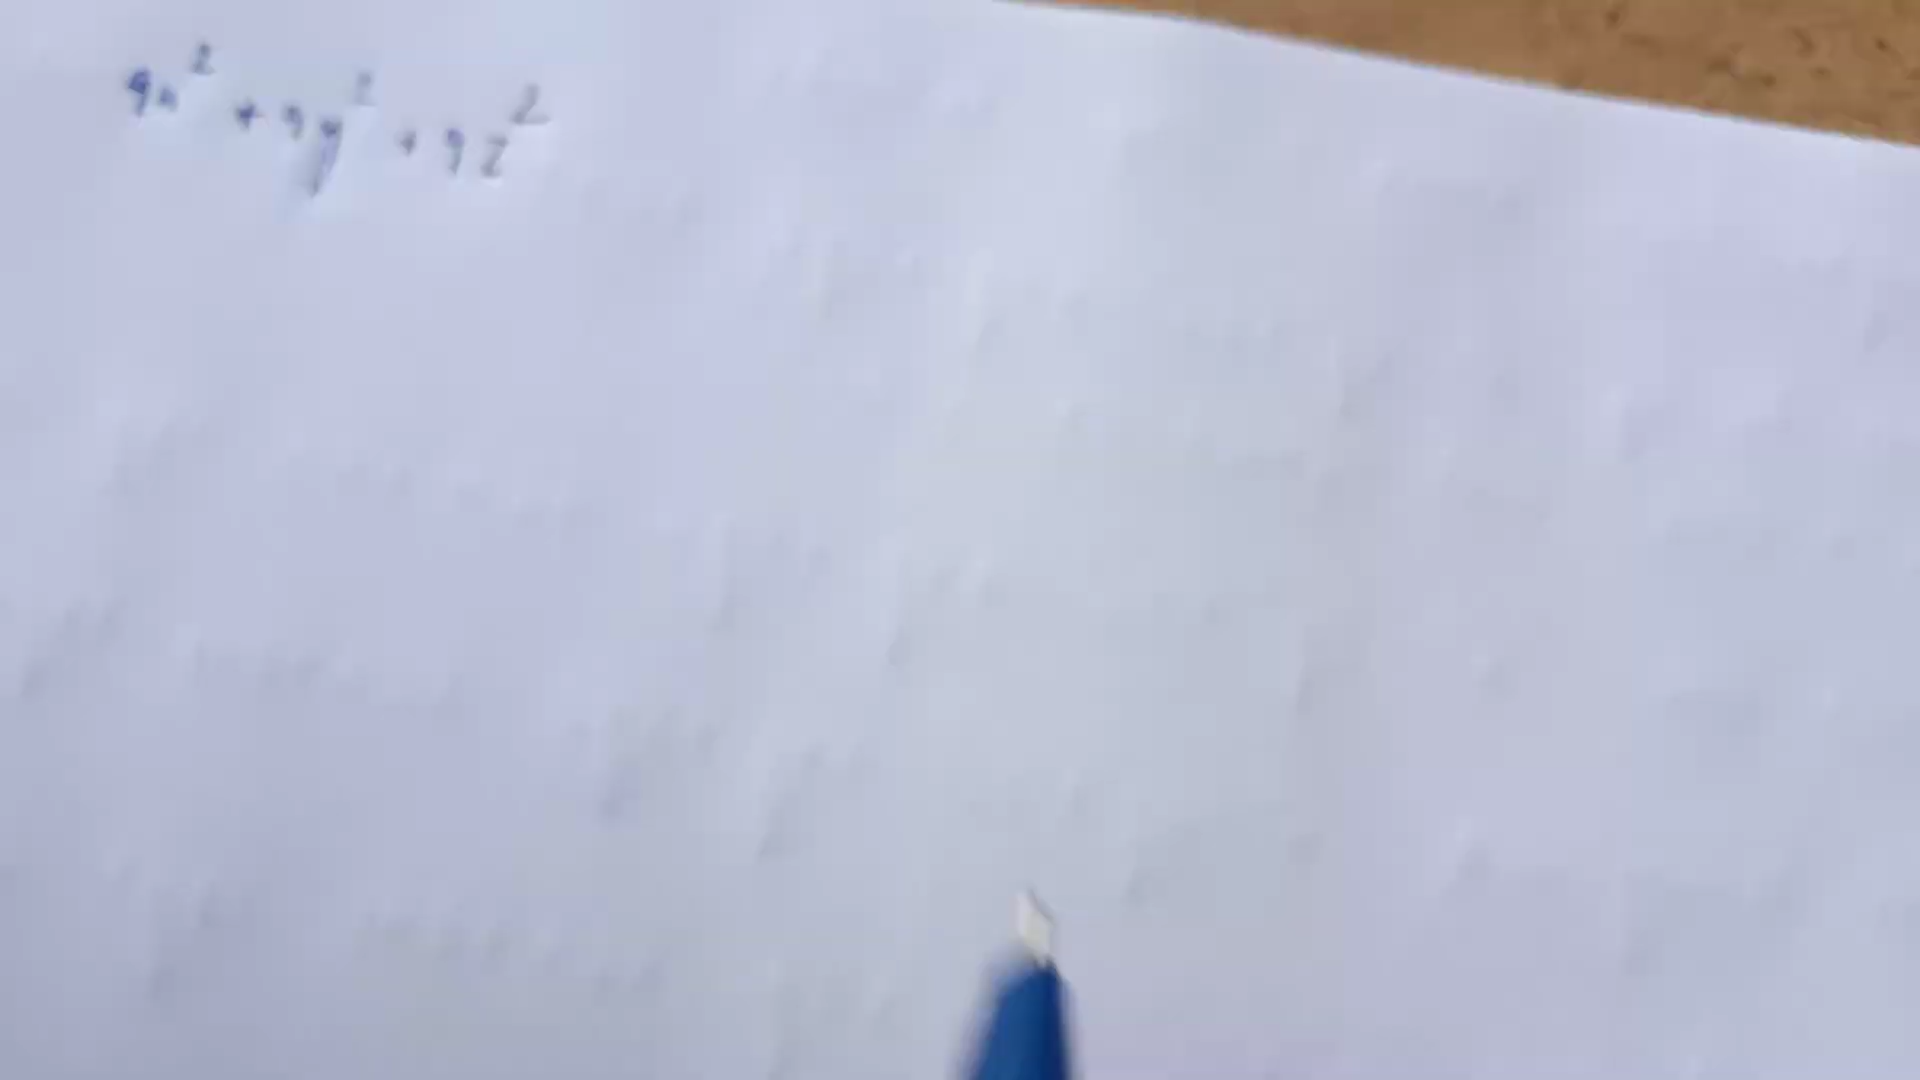 9x² + 9y² + 9z²